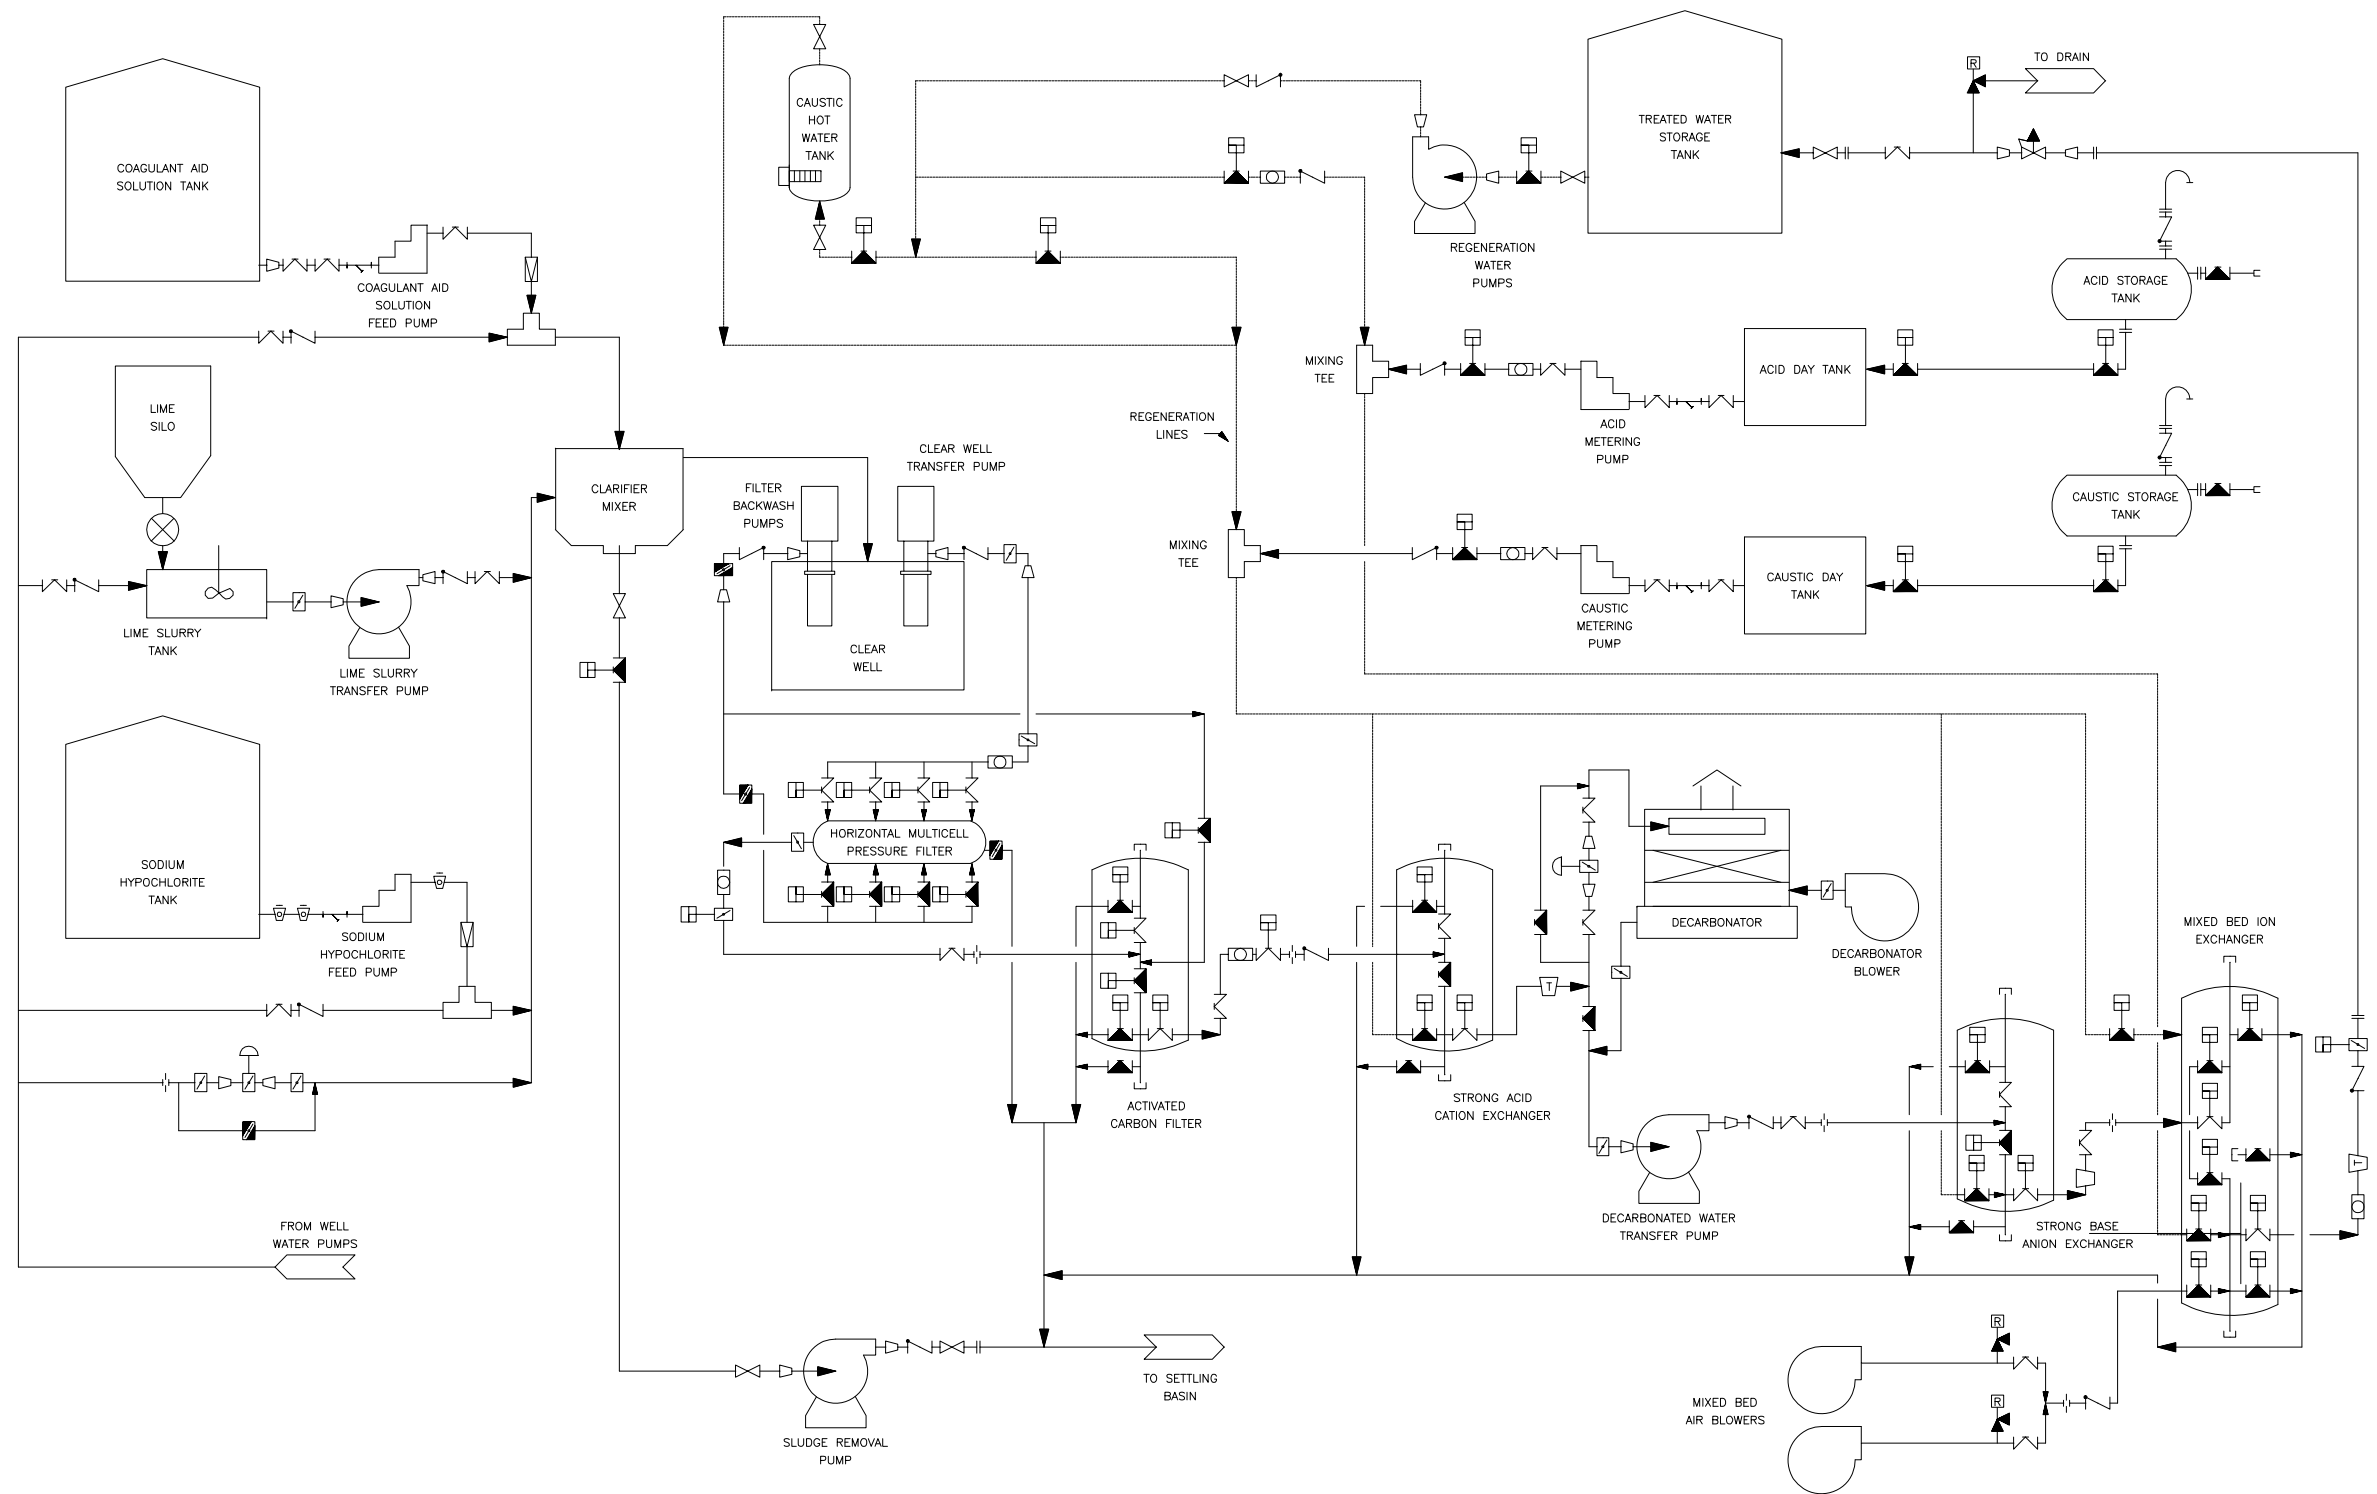 TO DRAIN
R
CAUSTIC
HOT
WATER
TANK
TREATED WATER
STORAGE
TANK
COAGULANT AID
SOLUTION TANK
REGENERATION
WATER
PUMPS
COAGULANT AID
SOLUTION
FEED PUMP
ACID STORAGE
TANK
MIXING
TEE
ACID DAY TANK
LIME
SILO
REGENERATION
LINES
ACID
METERING
PUMP
CLEAR WELL
TRANSFER PUMP
CLARIFIER
MIXER
FILTER
BACKWASH
PUMPS
CAUSTIC STORAGE
TANK
MIXING
TEE
CAUSTIC DAY
TANK
LIME SLURRY
TANK
CAUSTIC
METERING
PUMP
CLEAR
WELL
LIME SLURRY
TRANSFER PUMP
HORIZONTAL MULTICELL
PRESSURE FILTER
SODIUM
HYPOCHLORITE
TANK
DECARBONATOR
MIXED BED ION
EXCHANGER
SODIUM
HYPOCHLORITE
FEED PUMP
DECARBONATOR
BLOWER
T
ACTIVATED
CARBON FILTER
STRONG ACID
CATION EXCHANGER
T
FROM WELL
WATER PUMPS
DECARBONATED WATER
TRANSFER PUMP
STRONG BASE
ANION EXCHANGER
R
TO SETTLING
BASIN
MIXED BED
AIR BLOWERS
R
SLUDGE REMOVAL
PUMP